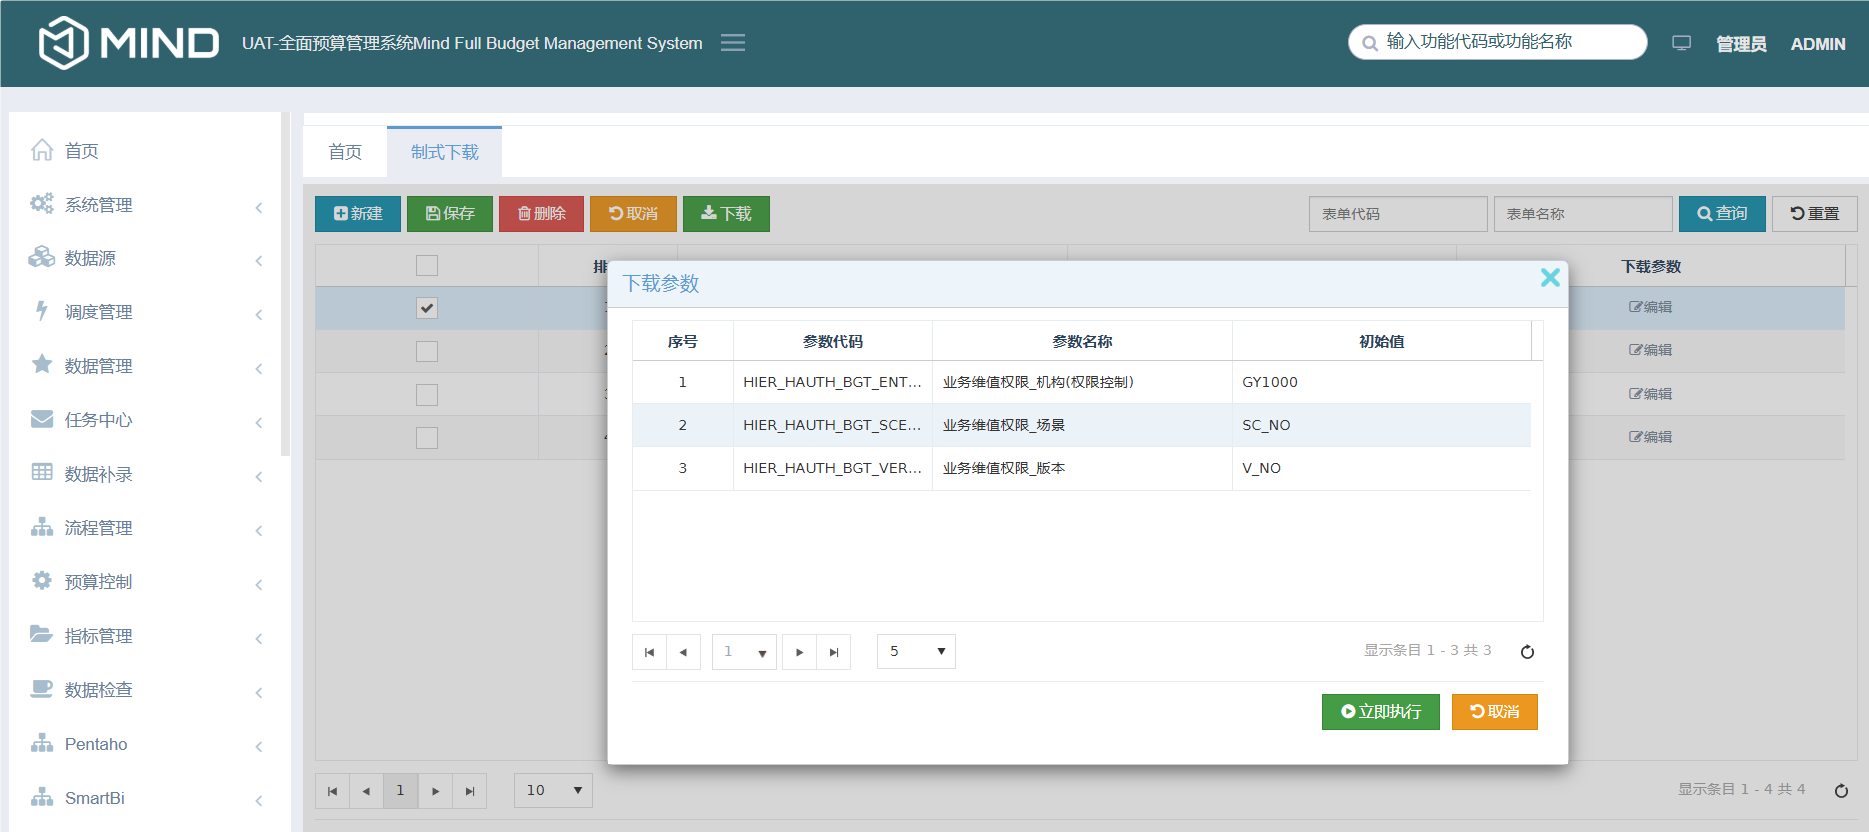 MIND
UAT-全面预算管理系统Mind Full Budget Management System
输入功能代码或功能名称
管理员
ADMIN
首页
系统管理
数据源
调度管理
数据管理
任务中心
数据补录
流程管理
预算控制
指标管理
数据检查
Pentaho
SmartBi
首页
制式下载
新建
保存
删除
取消
下载
表单代码
表单名称
查询
重置
排
下载参数
编辑
编辑
编辑
编辑
下载参数
序号 参数代码 参数名称 初始值
1 HIER_HAUTH_BGT_ENT... 业务维值权限_机构(权限控制) GY1000
2 HIER_HAUTH_BGT_SCE... 业务维值权限_场景 SC_NO
3 HIER_HAUTH_BGT_VER... 业务维值权限_版本 V_NO
1
5
显示条目 1 - 3 共 3
立即执行
取消
1
10
显示条目 1 - 4 共 4